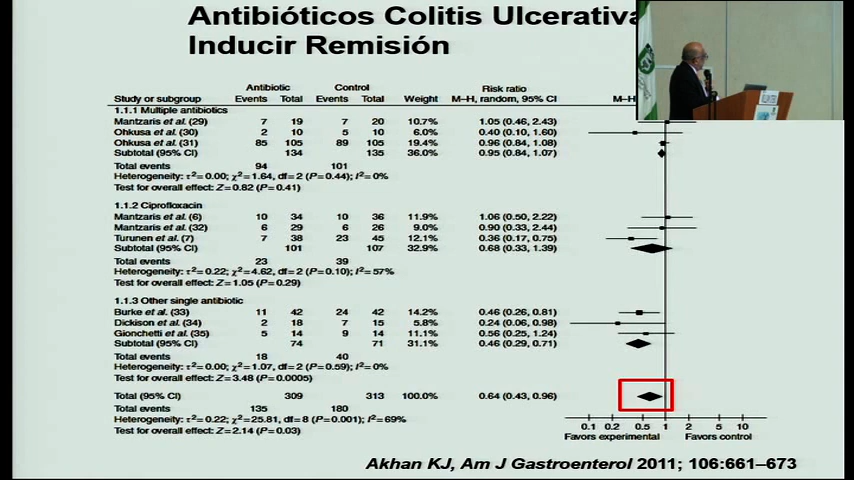 Antibióticos Colitis Ulcerativa
Inducir Remisión
Antibiotic Control Risk ratio
Study or subgroup Events Total Events Total Weight M–H, random, 95% CI M–H
1.1.1 Multiple antibiotics
Mantzaris et al. (29) 7 19 7 20 10.7% 1.05 (0.46, 2.43)
Ohkusa et al. (30) 2 10 5 10 6.0% 0.40 (0.10, 1.60)
Ohkusa et al. (31) 85 105 89 105 19.4% 0.96 (0.84, 1.08)
Subtotal (95% CI) 134 135 36.0% 0.95 (0.84, 1.07)
Total events 94 101
Heterogeneity: τ²=0.00; χ²=1.64, df=2 (P=0.44); I²=0%
Test for overall effect: Z=0.82 (P=0.41)
1.1.2 Ciprofloxacin
Mantzaris et al. (6) 10 34 10 36 11.9% 1.06 (0.50, 2.22)
Mantzaris et al. (32) 6 29 6 26 9.0% 0.90 (0.33, 2.44)
Turunen et al. (7) 7 38 23 45 12.1% 0.36 (0.17, 0.75)
Subtotal (95% CI) 101 107 32.9% 0.68 (0.33, 1.39)
Total events 23 39
Heterogeneity: τ²=0.22; χ²=4.62, df=2 (P=0.10); I²=57%
Test for overall effect: Z=1.05 (P=0.29)
1.1.3 Other single antibiotic
Burke et al. (33) 11 42 24 42 14.2% 0.46 (0.26, 0.81)
Dickison et al. (34) 2 18 7 15 5.8% 0.24 (0.06, 0.98)
Gionchetti et al. (35) 5 14 9 14 11.1% 0.56 (0.25, 1.24)
Subtotal (95% CI) 74 71 31.1% 0.46 (0.29, 0.71)
Total events 18 40
Heterogeneity: τ²=0.00; χ²=1.07, df=2 (P=0.59); I²=0%
Test for overall effect: Z=3.48 (P=0.0005)
Total (95% CI) 309 313 100.0% 0.64 (0.43, 0.96)
Total events 135 180
Heterogeneity: τ²=0.22; χ²=25.81, df=8 (P=0.001); I²=69%
Test for overall effect: Z=2.14 (P=0.03)
0.1 0.2 0.5 1 2 5 10
Favors experimental Favors control
Akhan KJ, Am J Gastroenterol 2011; 106:661–673